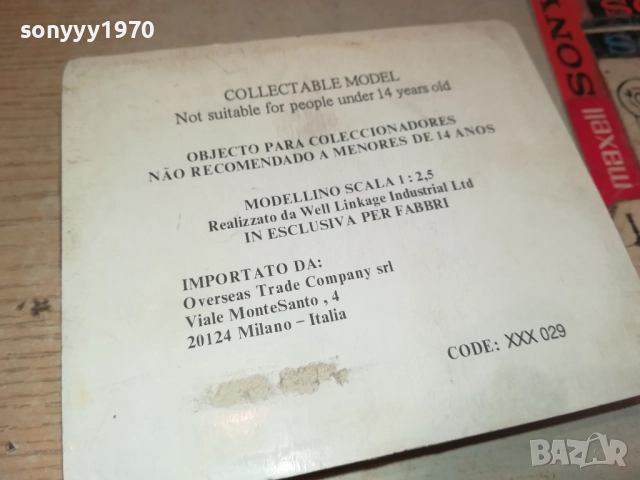 sonyyy1970
COLLECTABLE MODEL
Not suitable for people under 14 years old
OBJECTO PARA COLECCIONADORES
NÃO RECOMENDADO A MENORES DE 14 ANOS
MODELLINO SCALA 1 : 2,5
Realizzato da Well Linkage Industrial Ltd
IN ESCLUSIVA PER FABBRI
IMPORTATO DA:
Overseas Trade Company srl
Viale MonteSanto , 4
20124 Milano – Italia
CODE: XXX 029
SONY
maxell
BAZAR